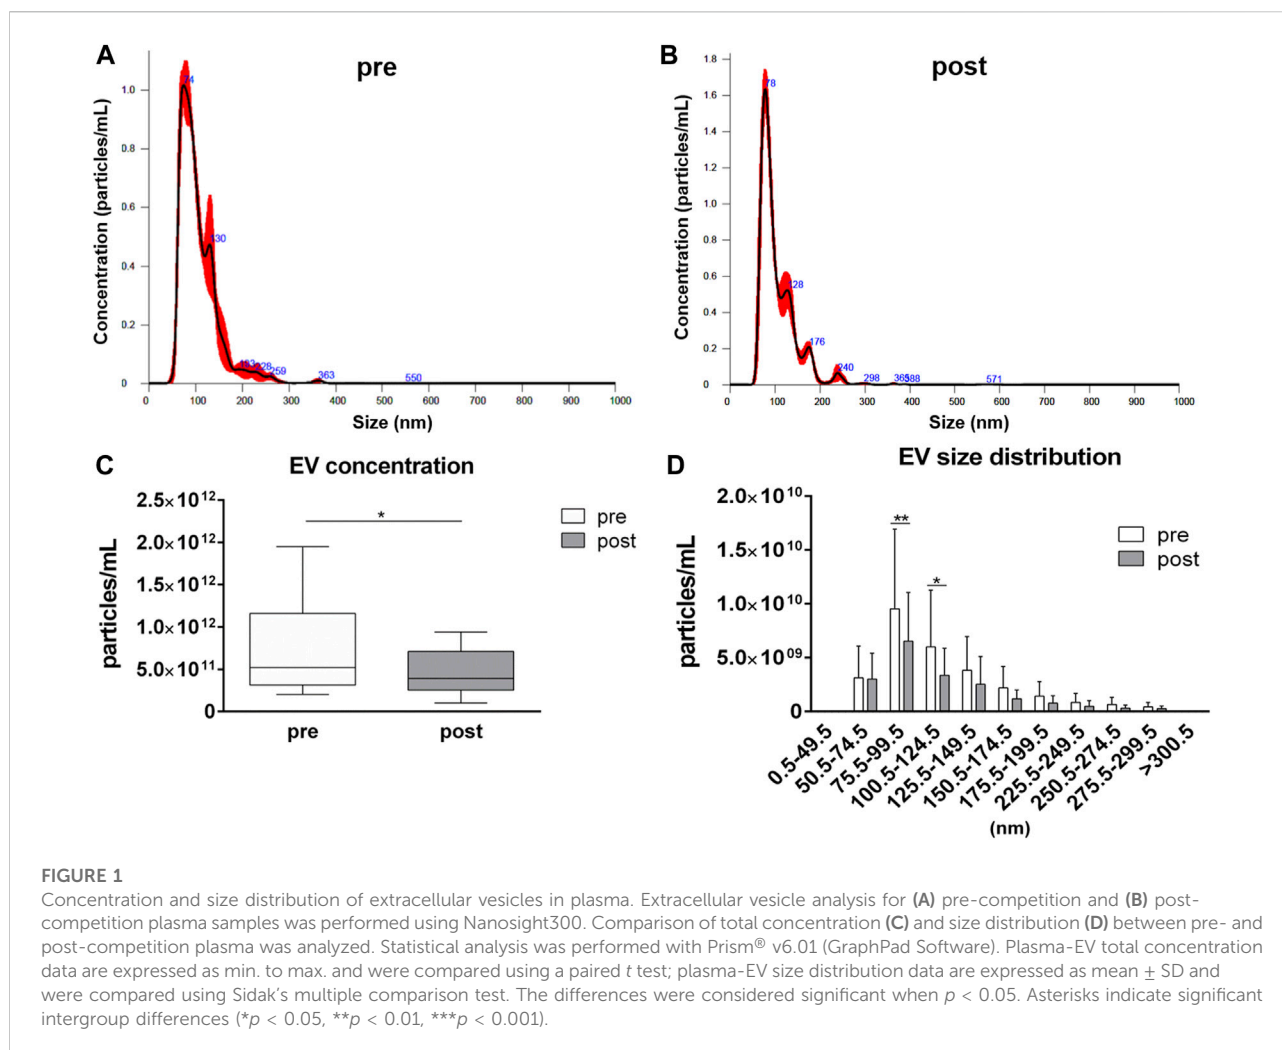 A
pre
Concentration (particles/mL)
1.0
0.8
0.6
0.4
0.2
0
74
130
228
259
363
550
0 100 200 300 400 500 600 700 800 900 1000
Size (nm)
B
post
Concentration (particles/mL)
1.8
1.6
1.4
1.2
1.0
1.8
0.6
0.4
0.2
0
78
128
176
240
298
365
388
571
0 100 200 300 400 500 600 700 800 900 1000
Size (nm)
C
EV concentration
particles/mL
2.5×10¹²
2.0×10¹²
1.5×10¹²
1.0×10¹²
5.0×10¹¹
0
*
pre
post
pre post
D
EV size distribution
particles/mL
2.0×10¹⁰
1.5×10¹⁰
1.0×10¹⁰
5.0×10⁰⁹
0
**
*
pre
post
0.5-49.5
50.5-74.5
75.5-99.5
100.5-124.5
125.5-149.5
150.5-174.5
175.5-199.5
225.5-249.5
250.5-274.5
275.5-299.5
>300.5
(nm)
FIGURE 1
Concentration and size distribution of extracellular vesicles in plasma. Extracellular vesicle analysis for (A) pre-competition and (B) post-
competition plasma samples was performed using Nanosight300. Comparison of total concentration (C) and size distribution (D) between pre- and
post-competition plasma was analyzed. Statistical analysis was performed with Prism® v6.01 (GraphPad Software). Plasma-EV total concentration
data are expressed as min. to max. and were compared using a paired t test; plasma-EV size distribution data are expressed as mean ± SD and
were compared using Sidak's multiple comparison test. The differences were considered significant when p < 0.05. Asterisks indicate significant
intergroup differences (*p < 0.05, **p < 0.01, ***p < 0.001).